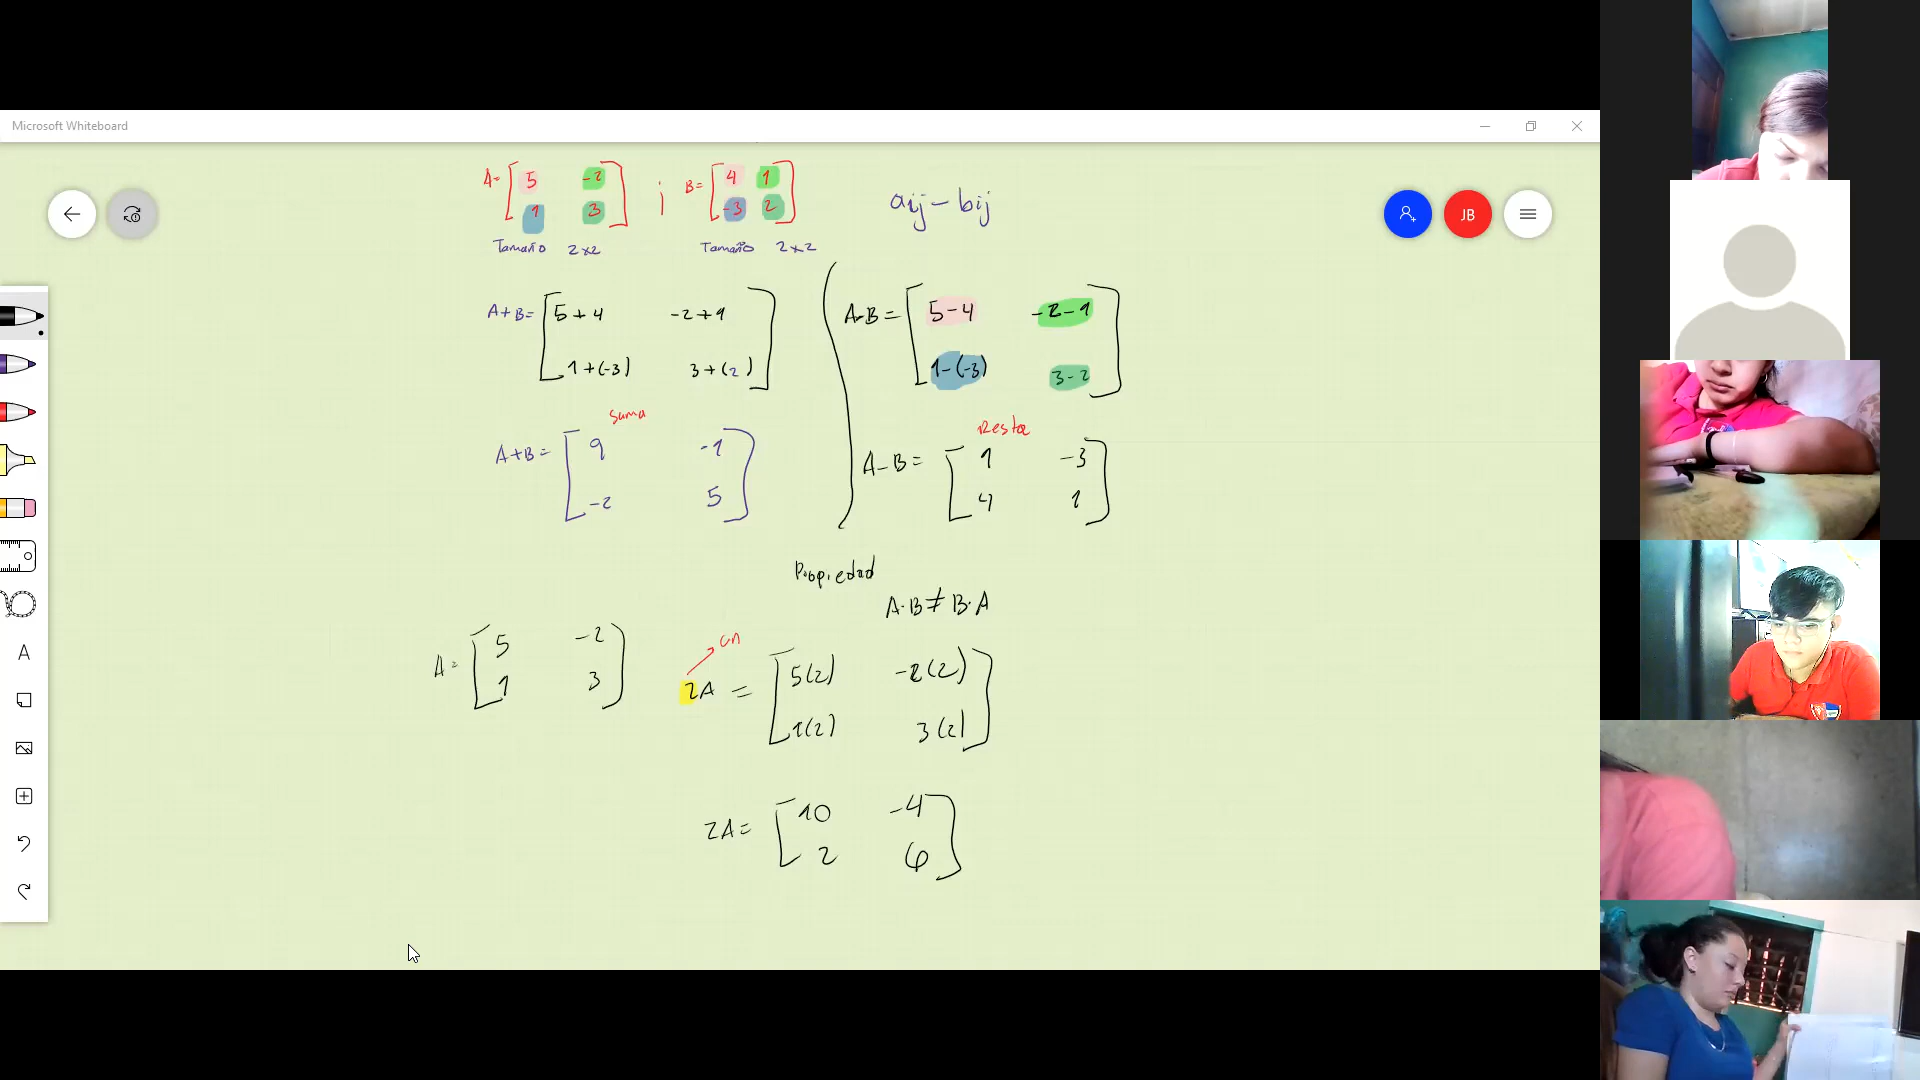 Microsoft Whiteboard
A = [ 5 -2 ; B = [ 4 1 aij - bij
1 3 ] -3 2 ]
Tamaño 2x2 Tamaño 2x2
A+B = [ 5+4 -2+1
1+(-3) 3+(2) ]
A-B = [ 5-4 -2-1
1-(-3) 3-2 ]
Suma
A+B = [ 9 -1
-2 5 ]
Resta
A-B = [ 1 -3
4 1 ]
Propiedad
A·B ≠ B·A
A = [ 5 -2
1 3 ]
2A = [ 5(2) -2(2)
1(2) 3(2) ]
2A = [ 10 -4
2 6 ]
JB
A